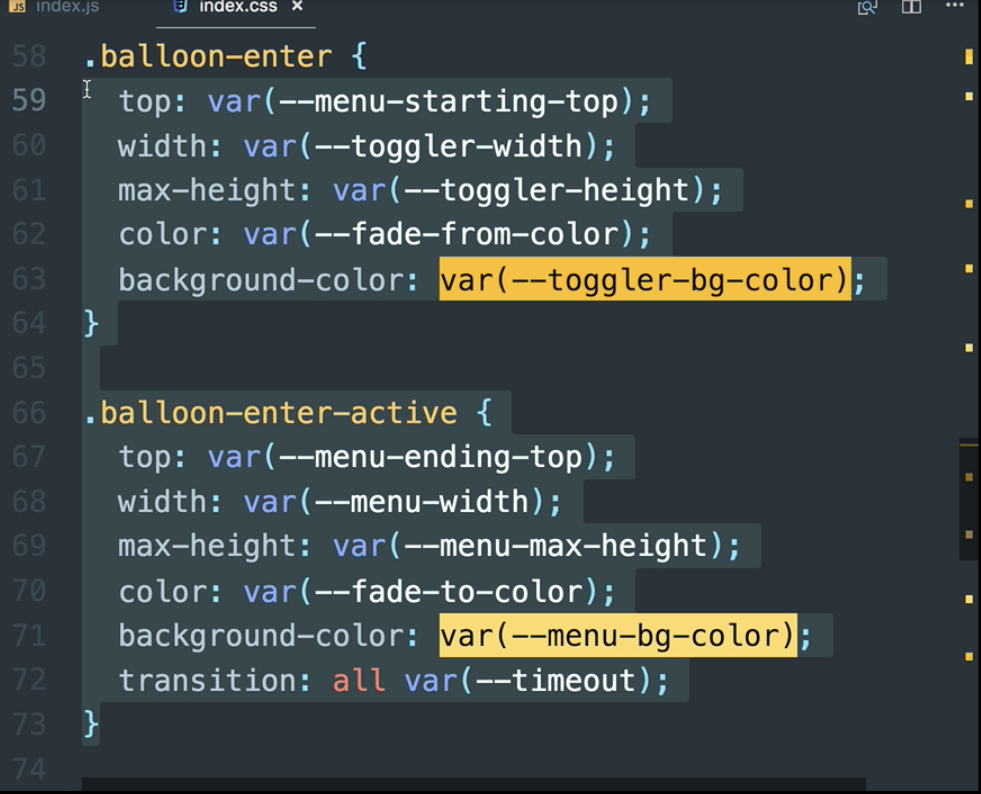 JS index.js index.css ×
58 .balloon-enter {
59 top: var(--menu-starting-top);
60 width: var(--toggler-width);
61 max-height: var(--toggler-height);
62 color: var(--fade-from-color);
63 background-color: var(--toggler-bg-color);
64 }
65
66 .balloon-enter-active {
67 top: var(--menu-ending-top);
68 width: var(--menu-width);
69 max-height: var(--menu-max-height);
70 color: var(--fade-to-color);
71 background-color: var(--menu-bg-color);
72 transition: all var(--timeout);
73 }
74